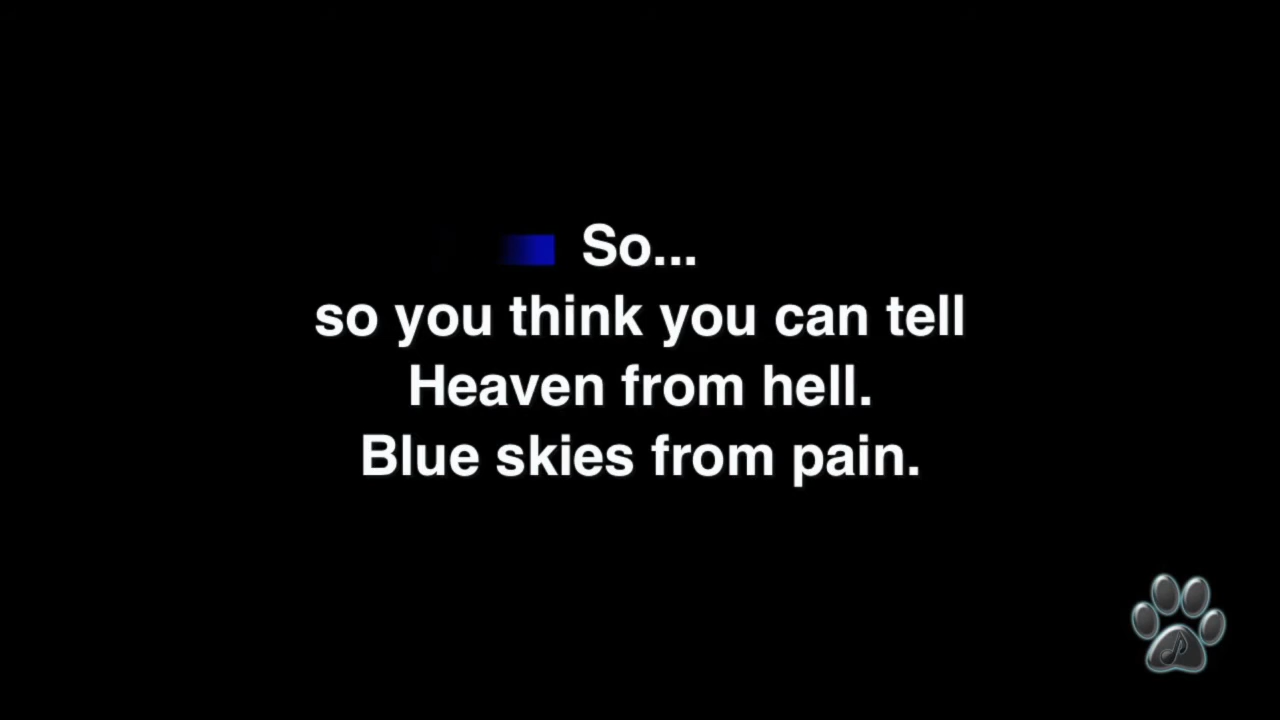 So...
so you think you can tell
Heaven from hell.
Blue skies from pain.